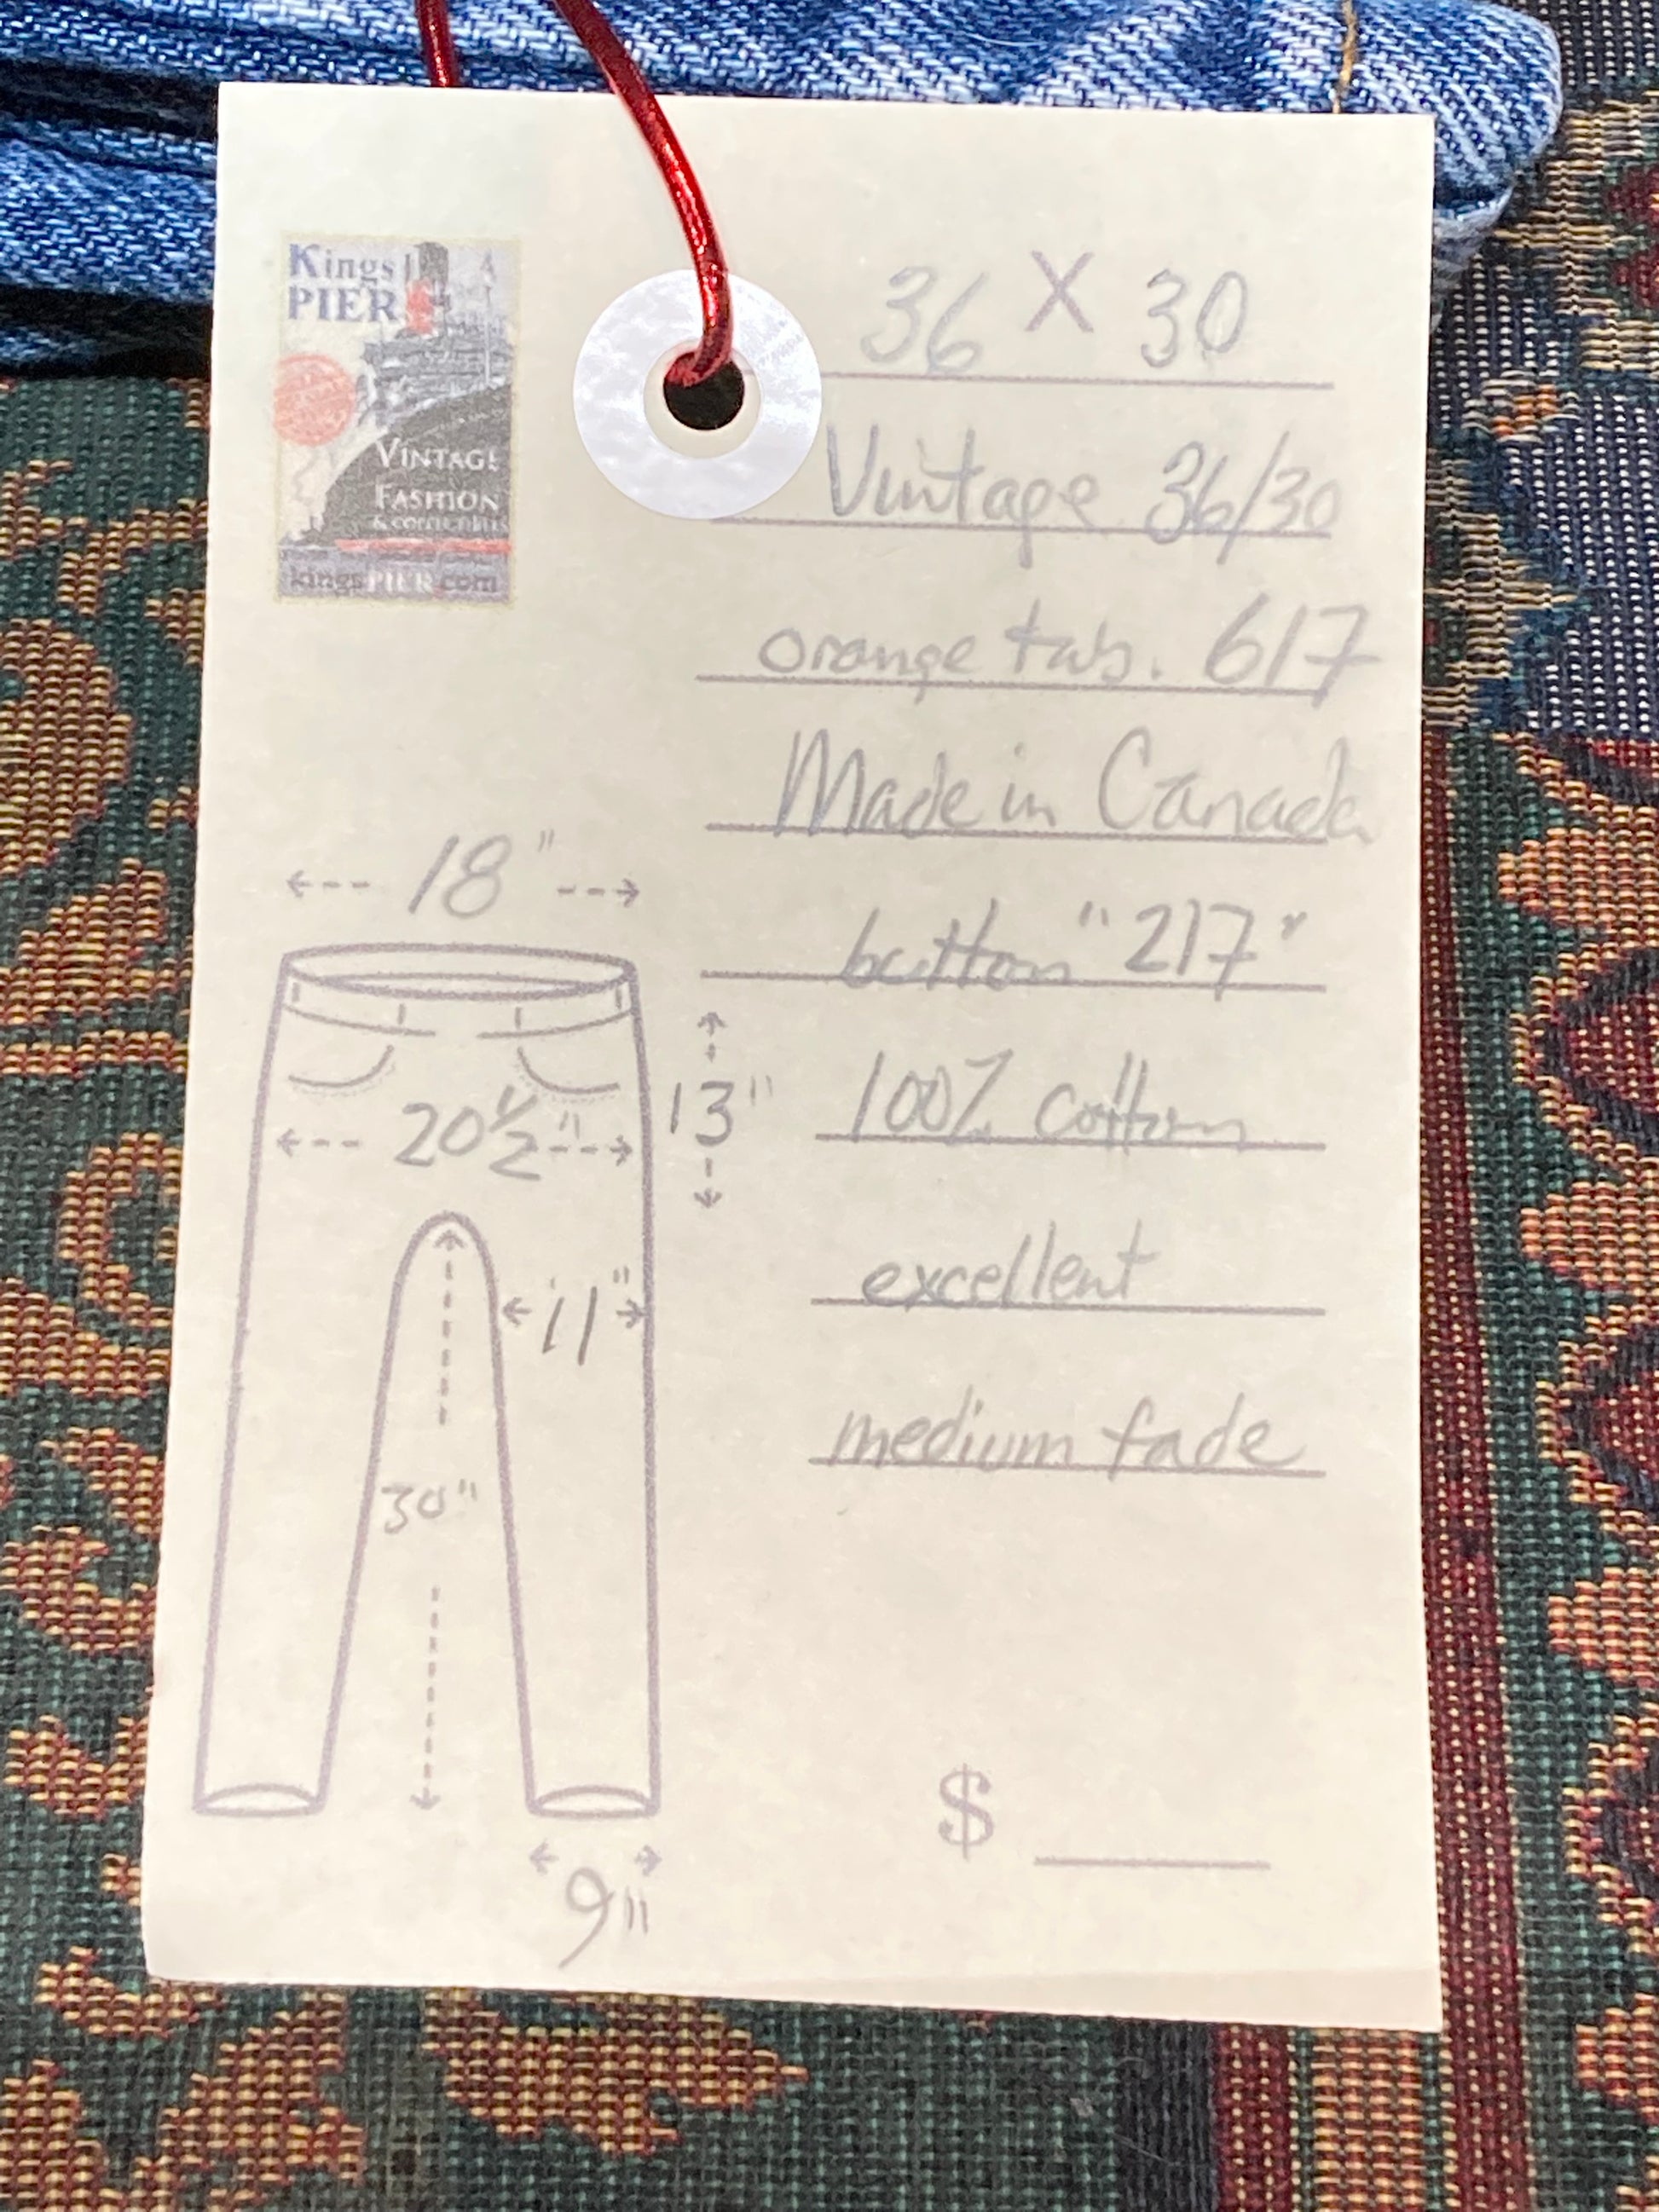 Kings
PIER
VINTAGE
FASHION
& COLLECTIBLES
kingsPIER.com
36 X 30
Vintage 36/30
orange tab. 617
Made in Canada
button "217"
100% cotton
excellent
medium fade
18"
20½"
13"
11"
30"
9"
$